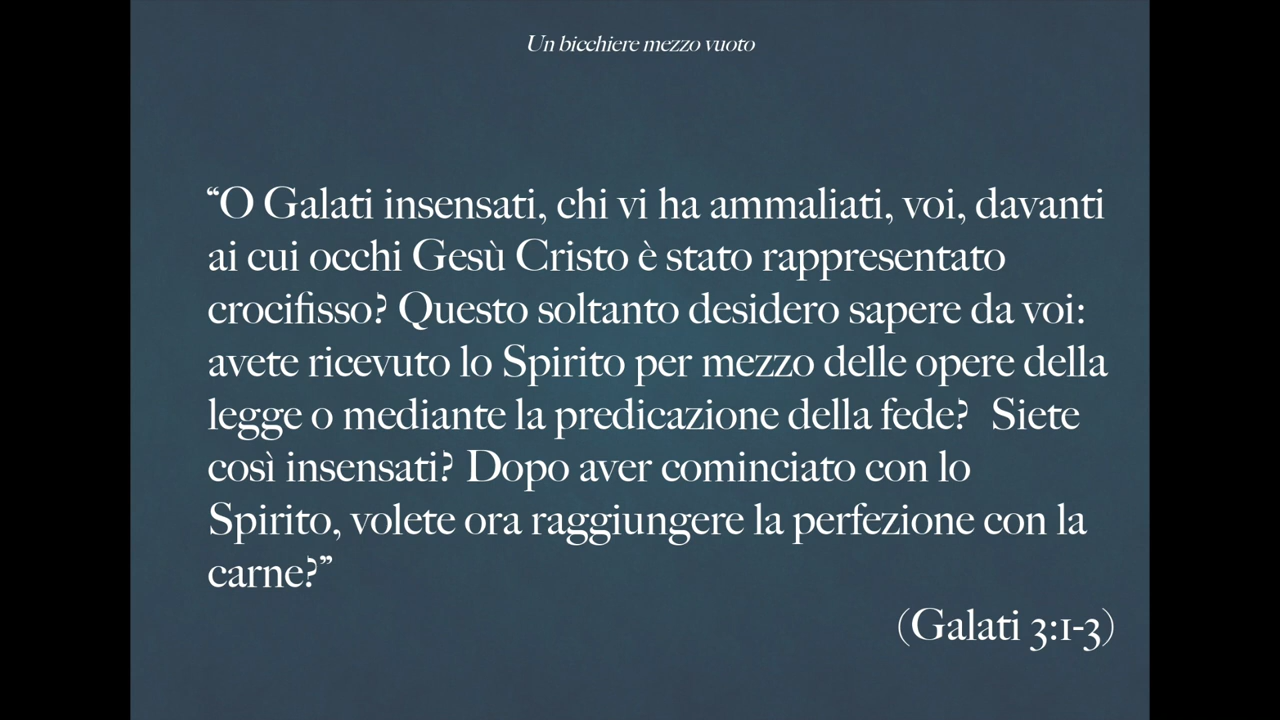 Un bicchiere mezzo vuoto
“O Galati insensati, chi vi ha ammaliati, voi, davanti
ai cui occhi Gesù Cristo è stato rappresentato
crocifisso? Questo soltanto desidero sapere da voi:
avete ricevuto lo Spirito per mezzo delle opere della
legge o mediante la predicazione della fede?  Siete
così insensati? Dopo aver cominciato con lo
Spirito, volete ora raggiungere la perfezione con la
carne?”
(Galati 3:1-3)